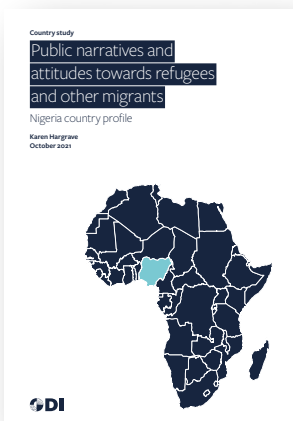 Country study
Public narratives and
attitudes towards refugees
and other migrants
Nigeria country profile
Karen Hargrave
October 2021
ODI